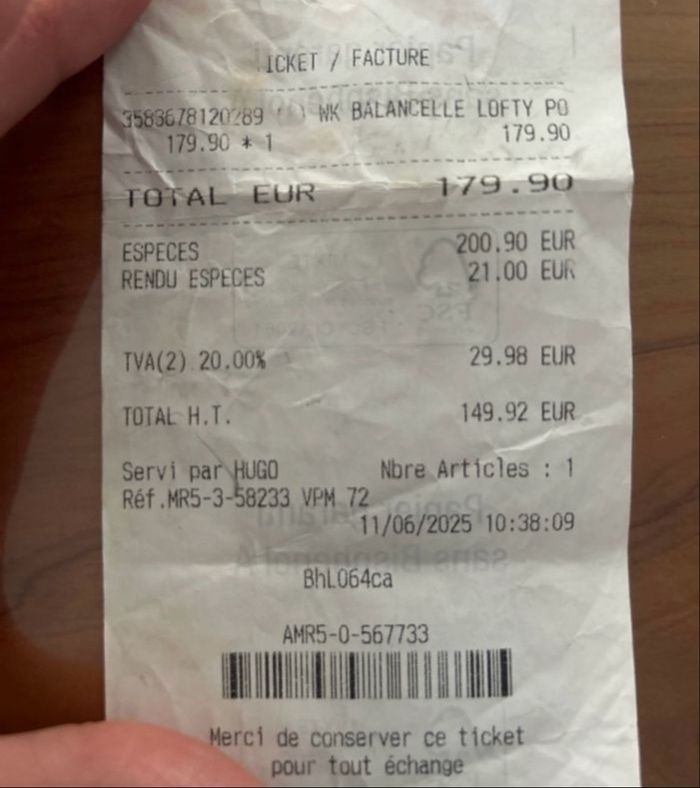 TICKET / FACTURE
3583678120289 ( ) WK BALANCELLE LOFTY PO
179.90 * 1 179.90
TOTAL EUR 179.90
ESPECES 200.90 EUR
RENDU ESPECES 21.00 EUR
TVA(2) 20.00% 29.98 EUR
TOTAL H.T. 149.92 EUR
Servi par HUGO Nbre Articles : 1
Réf.MR5-3-58233 VPM 72
11/06/2025 10:38:09
BhL064ca
AMR5-0-567733
Merci de conserver ce ticket
pour tout échange